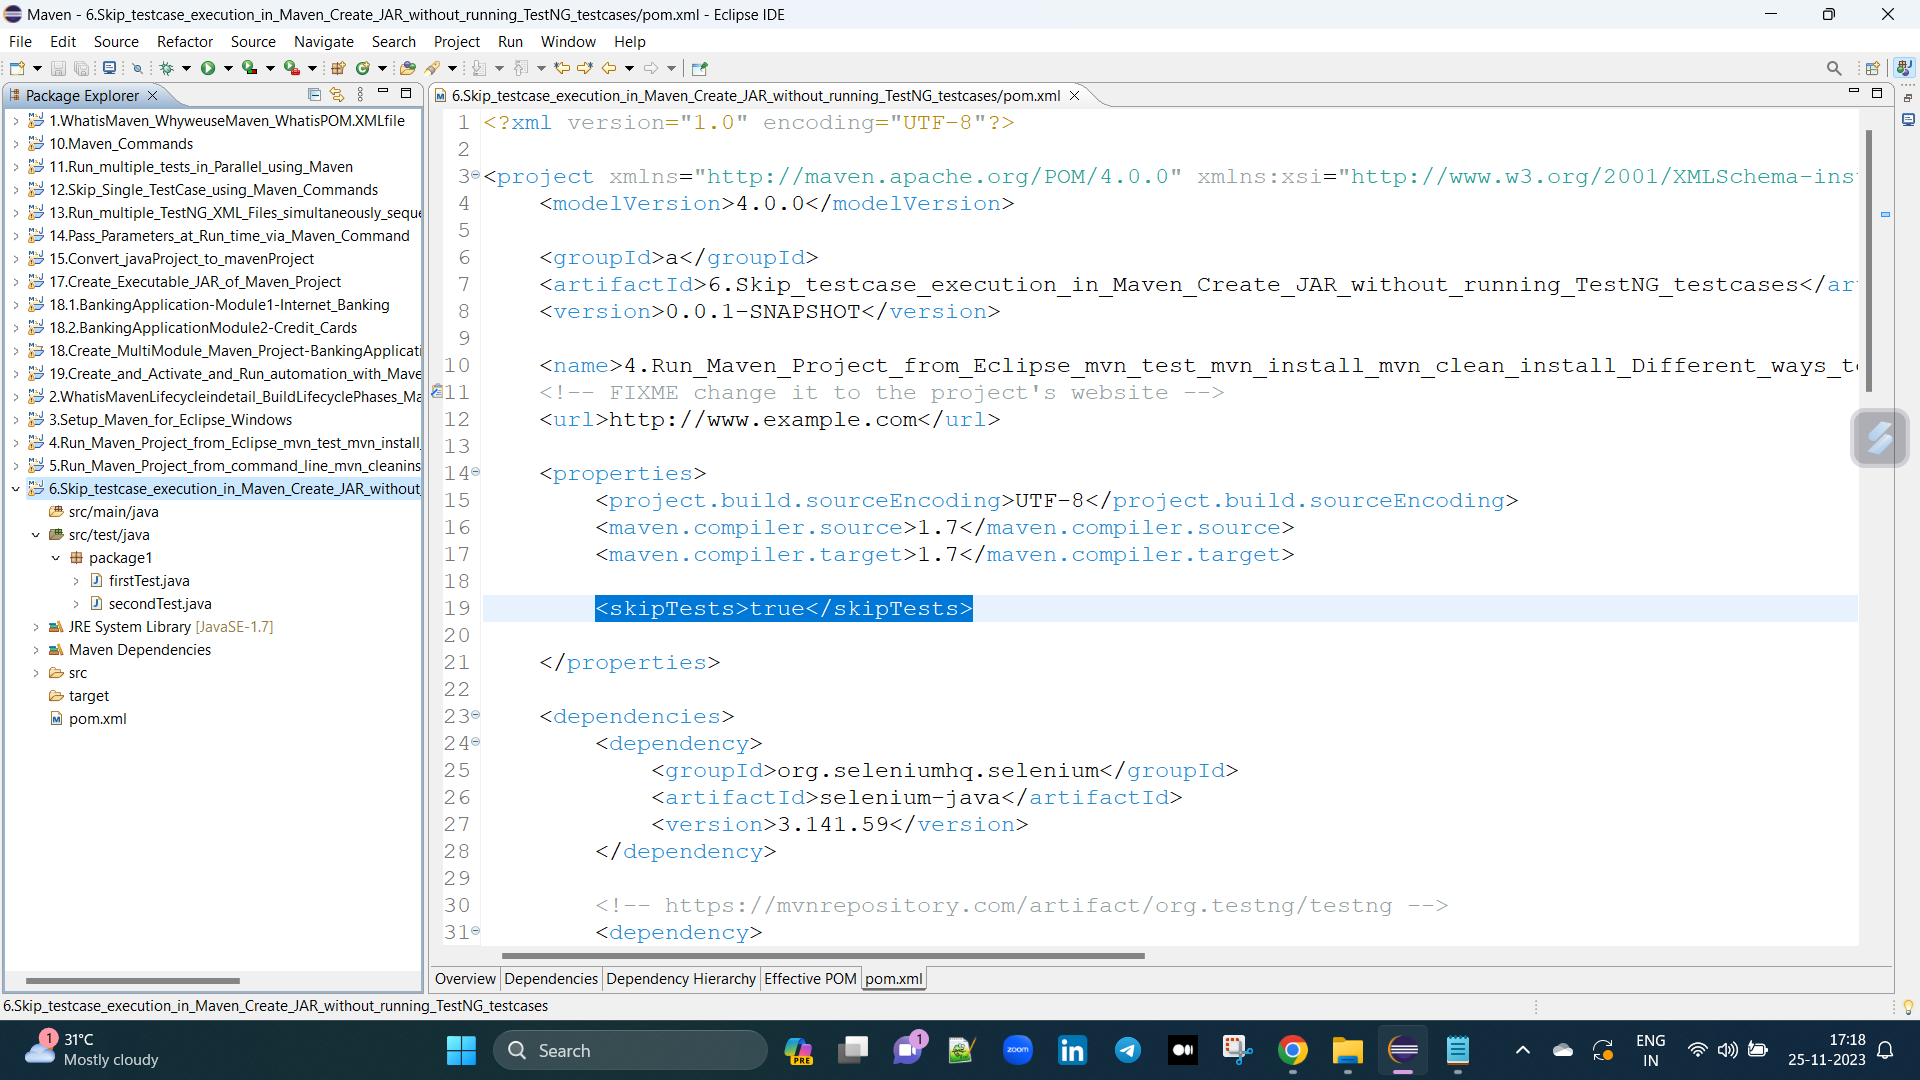 Maven - 6.Skip_testcase_execution_in_Maven_Create_JAR_without_running_TestNG_testcases/pom.xml - Eclipse IDE
File Edit Source Refactor Source Navigate Search Project Run Window Help
Package Explorer
1.WhatisMaven_WhyweuseMaven_WhatisPOM.XMLfile
10.Maven_Commands
11.Run_multiple_tests_in_Parallel_using_Maven
12.Skip_Single_TestCase_using_Maven_Commands
13.Run_multiple_TestNG_XML_Files_simultaneously_seque
14.Pass_Parameters_at_Run_time_via_Maven_Command
15.Convert_javaProject_to_mavenProject
17.Create_Executable_JAR_of_Maven_Project
18.1.BankingApplication-Module1-Internet_Banking
18.2.BankingApplicationModule2-Credit_Cards
18.Create_MultiModule_Maven_Project-BankingApplicati
19.Create_and_Activate_and_Run_automation_with_Mave
2.WhatisMavenLifecycleindetail_BuildLifecyclePhases_Ma
3.Setup_Maven_for_Eclipse_Windows
4.Run_Maven_Project_from_Eclipse_mvn_test_mvn_install_
5.Run_Maven_Project_from_command_line_mvn_cleanins
6.Skip_testcase_execution_in_Maven_Create_JAR_without_
src/main/java
src/test/java
package1
firstTest.java
secondTest.java
JRE System Library [JavaSE-1.7]
Maven Dependencies
src
target
pom.xml
6.Skip_testcase_execution_in_Maven_Create_JAR_without_running_TestNG_testcases/pom.xml
1 <?xml version="1.0" encoding="UTF-8"?>
2
3 <project xmlns="http://maven.apache.org/POM/4.0.0" xmlns:xsi="http://www.w3.org/2001/XMLSchema-ins
4 <modelVersion>4.0.0</modelVersion>
5
6 <groupId>a</groupId>
7 <artifactId>6.Skip_testcase_execution_in_Maven_Create_JAR_without_running_TestNG_testcases</ar
8 <version>0.0.1-SNAPSHOT</version>
9
10 <name>4.Run_Maven_Project_from_Eclipse_mvn_test_mvn_install_mvn_clean_install_Different_ways_t
11 <!-- FIXME change it to the project's website -->
12 <url>http://www.example.com</url>
13
14 <properties>
15 <project.build.sourceEncoding>UTF-8</project.build.sourceEncoding>
16 <maven.compiler.source>1.7</maven.compiler.source>
17 <maven.compiler.target>1.7</maven.compiler.target>
18
19 <skipTests>true</skipTests>
20
21 </properties>
22
23 <dependencies>
24 <dependency>
25 <groupId>org.seleniumhq.selenium</groupId>
26 <artifactId>selenium-java</artifactId>
27 <version>3.141.59</version>
28 </dependency>
29
30 <!-- https://mvnrepository.com/artifact/org.testng/testng -->
31 <dependency>
Overview Dependencies Dependency Hierarchy Effective POM pom.xml
6.Skip_testcase_execution_in_Maven_Create_JAR_without_running_TestNG_testcases
1 31°C
Mostly cloudy
Search
PRE
1
zoom
ENG
IN
17:18
25-11-2023